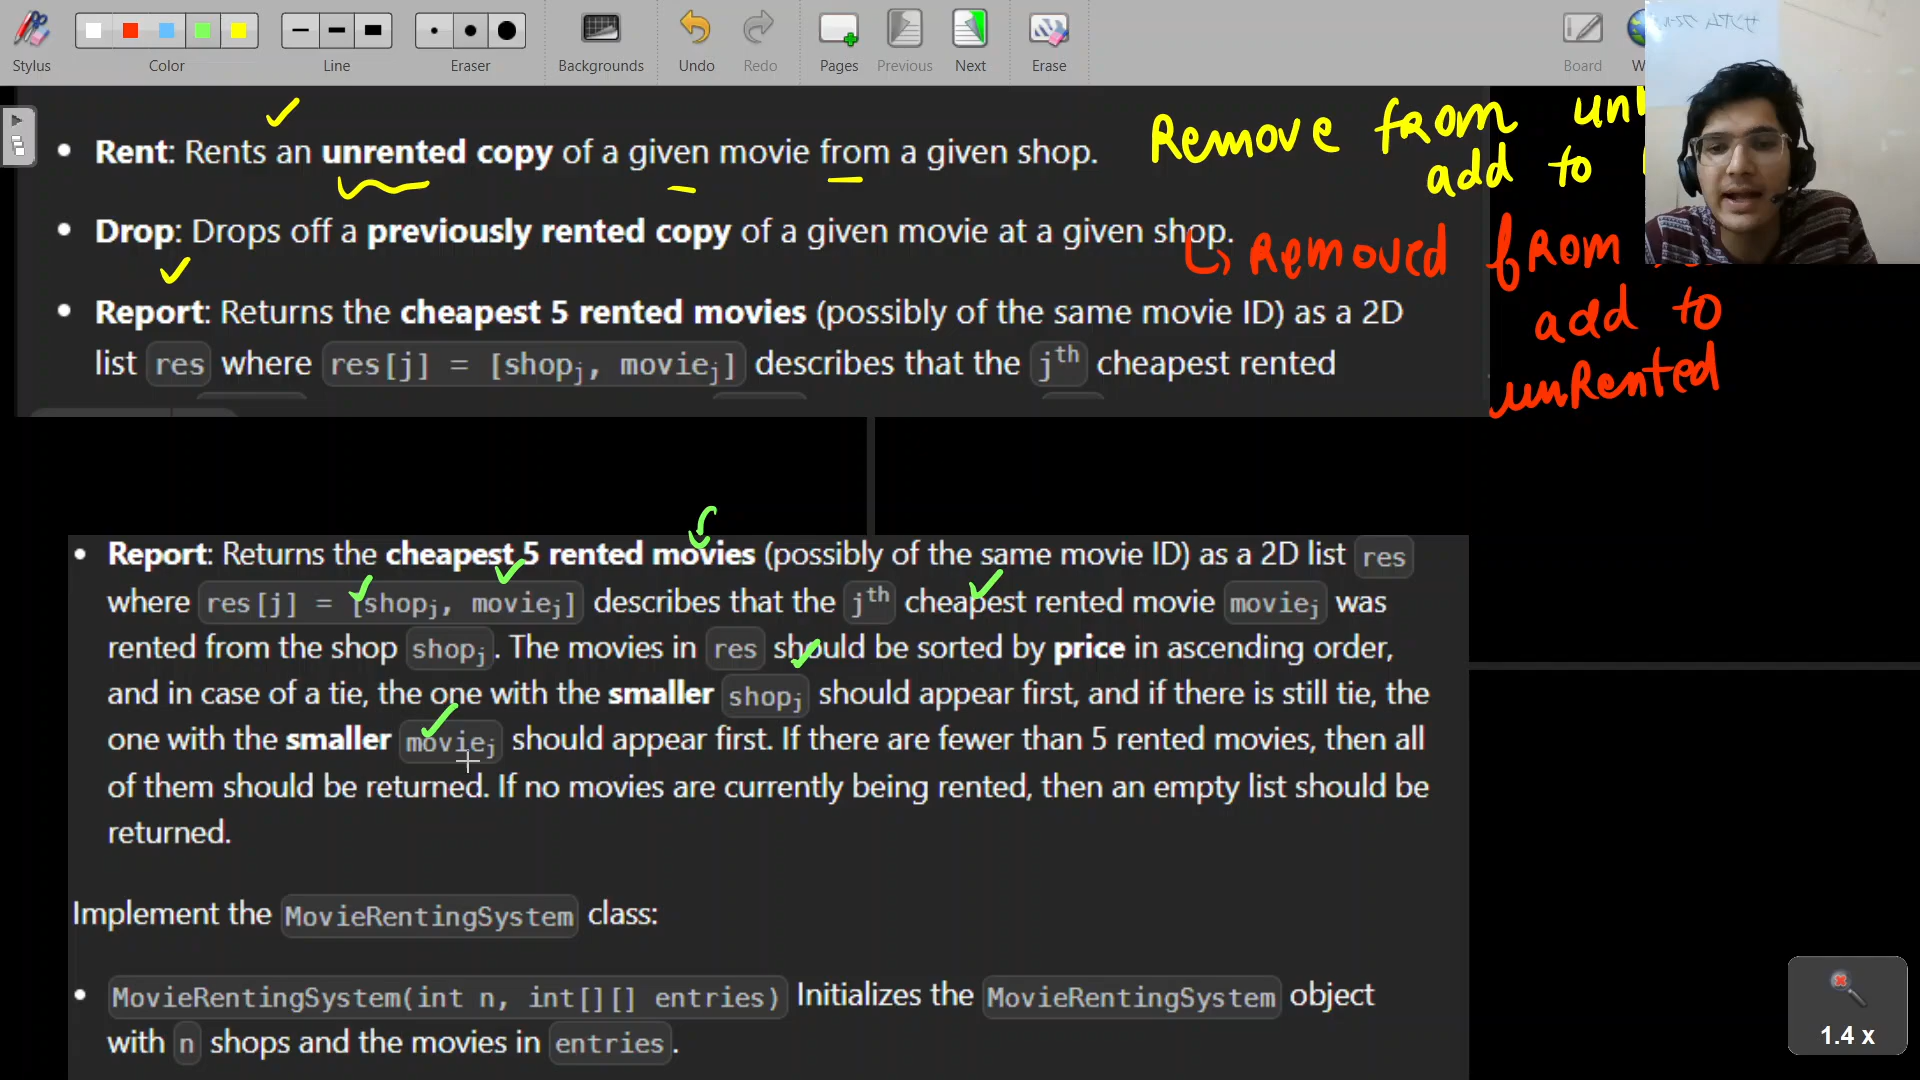 Stylus
Color
Line
Eraser
Backgrounds
Undo
Redo
Pages
Previous
Next
Erase
Board
Rent: Rents an unrented copy of a given movie from a given shop.
Remove from
add to
Drop: Drops off a previously rented copy of a given movie at a given shop.
Removed from
add to
unRented
Report: Returns the cheapest 5 rented movies (possibly of the same movie ID) as a 2D
list res where res[j] = [shopj, moviej] describes that the jth cheapest rented
Report: Returns the cheapest 5 rented movies (possibly of the same movie ID) as a 2D list res
where res[j] = [shopj, moviej] describes that the jth cheapest rented movie moviej was
rented from the shop shopj. The movies in res should be sorted by price in ascending order,
and in case of a tie, the one with the smaller shopj should appear first, and if there is still tie, the
one with the smaller moviej should appear first. If there are fewer than 5 rented movies, then all
of them should be returned. If no movies are currently being rented, then an empty list should be
returned.
Implement the MovieRentingSystem class:
MovieRentingSystem(int n, int[][] entries) Initializes the MovieRentingSystem object
with n shops and the movies in entries.
1.4 x